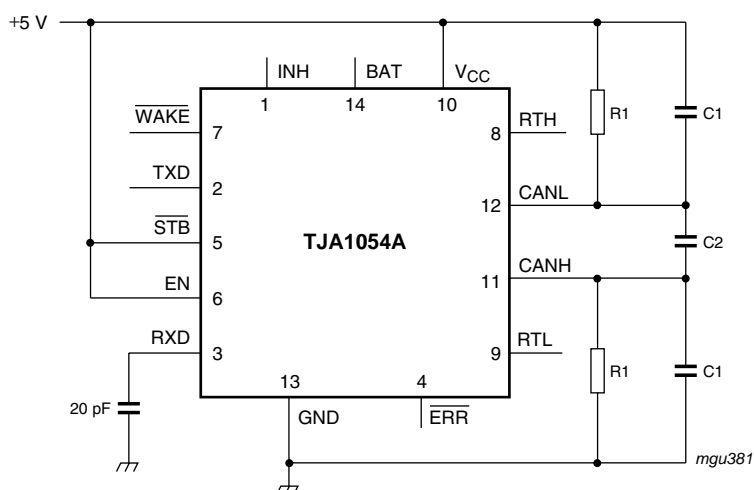 +5 V
INH
BAT
VCC
1
14
10
WAKE
7
TXD
2
STB
5
EN
6
RXD
3
20 pF
TJA1054A
8
RTH
12
CANL
11
CANH
9
RTL
13
GND
4
ERR
R1
C1
C2
R1
C1
mgu381